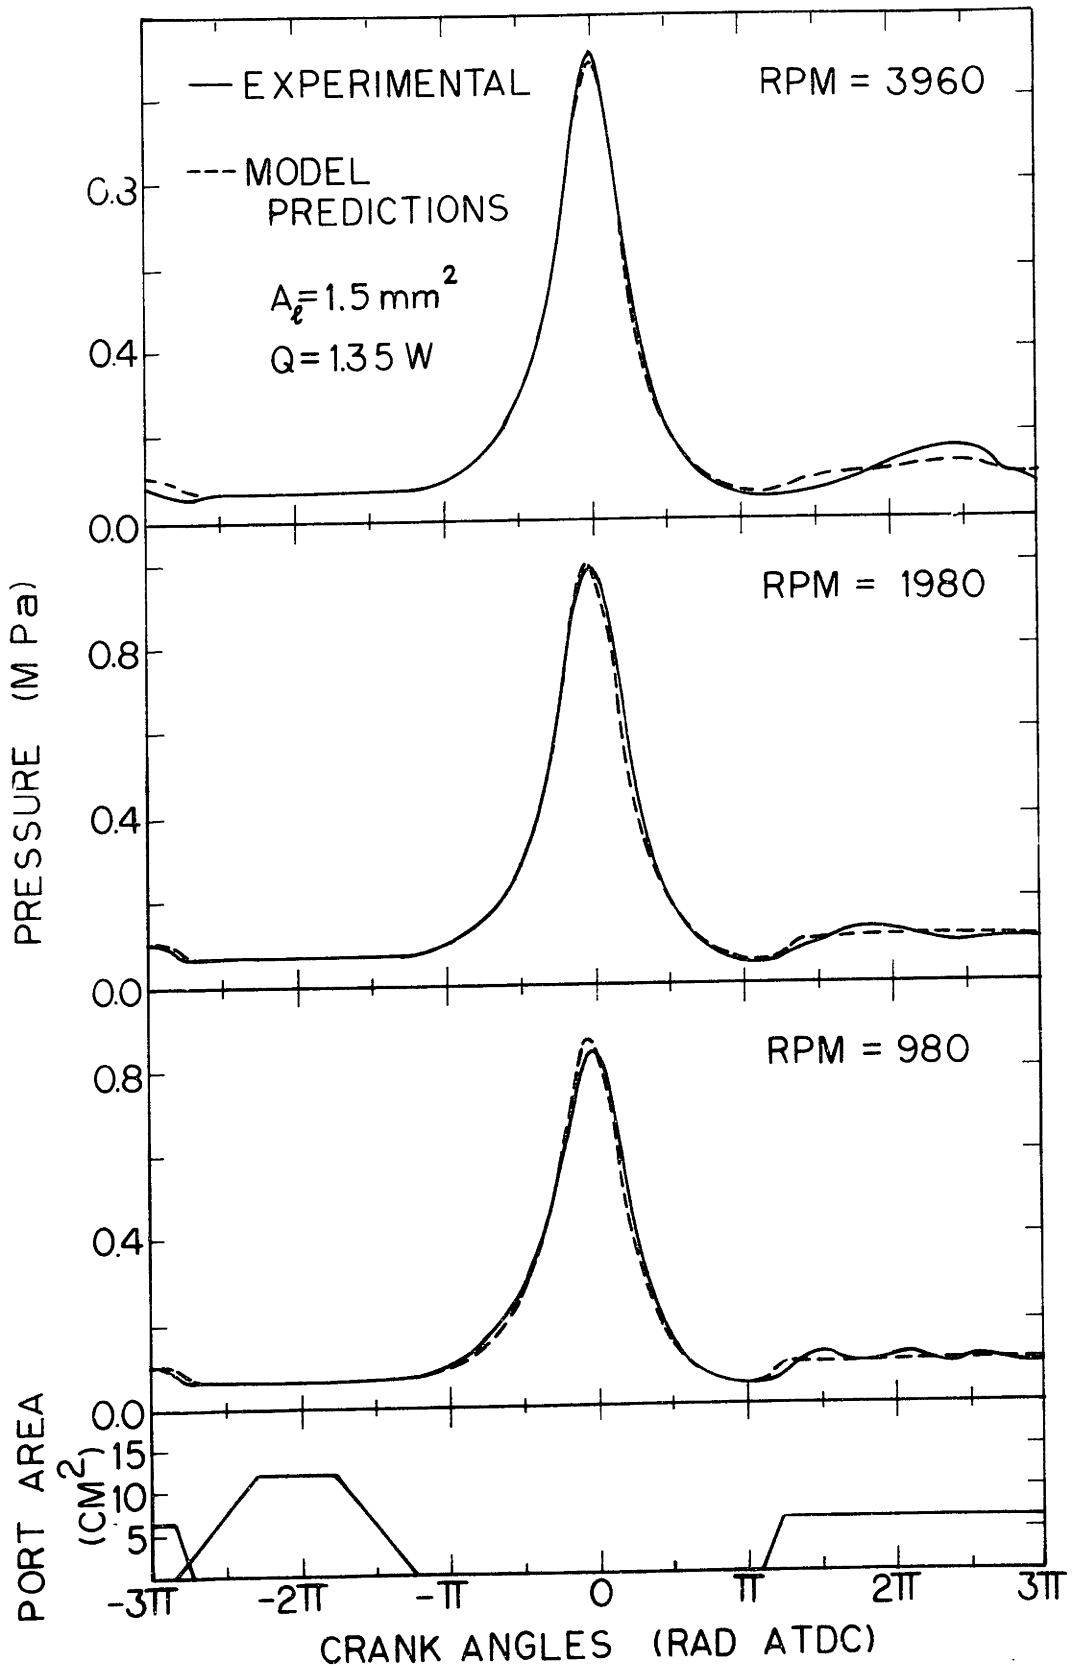 — EXPERIMENTAL
RPM = 3960
--- MODEL
PREDICTIONS
Aℓ=1.5 mm²
Q=1.35 W
0.3
0.4
0.0
RPM = 1980
0.8
0.4
0.0
RPM = 980
0.8
0.4
0.0
PRESSURE (MPa)
PORT AREA
(CM²)
15
10
5
-3π -2π -π 0 π 2π 3π
CRANK ANGLES (RAD ATDC)